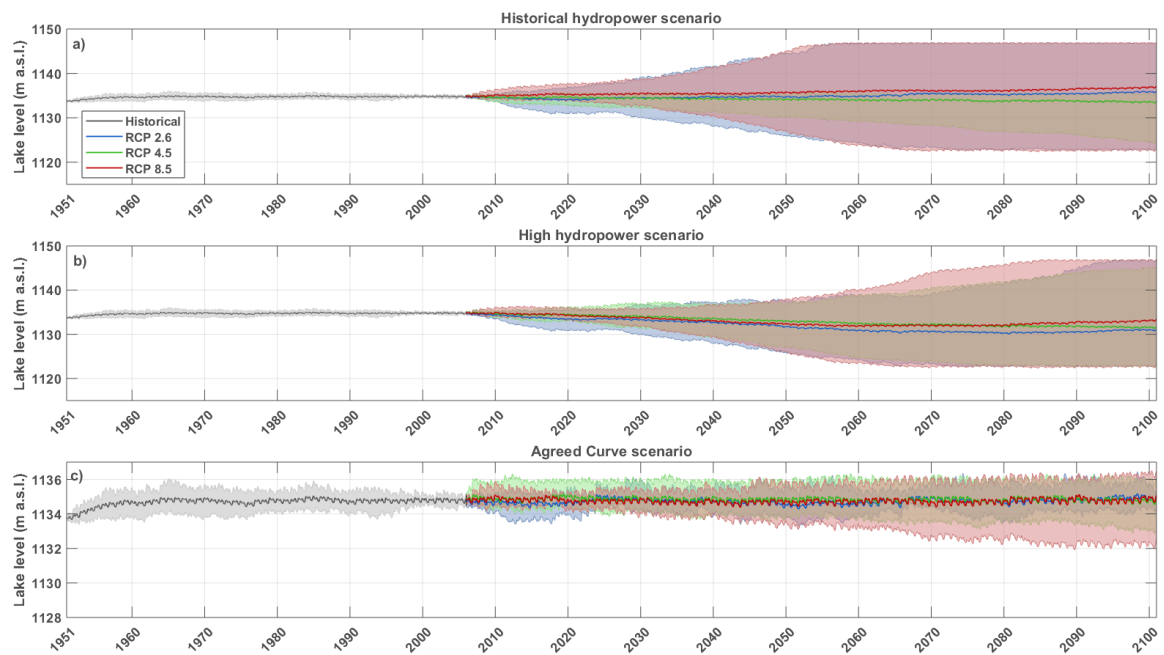 Historical hydropower scenario
a)
Lake level (m a.s.l.)
1150
1140
1130
1120
Historical
RCP 2.6
RCP 4.5
RCP 8.5
1951 1960 1970 1980 1990 2000 2010 2020 2030 2040 2050 2060 2070 2080 2090 2100
High hydropower scenario
b)
Lake level (m a.s.l.)
1150
1140
1130
1120
1951 1960 1970 1980 1990 2000 2010 2020 2030 2040 2050 2060 2070 2080 2090 2100
Agreed Curve scenario
c)
Lake level (m a.s.l.)
1136
1134
1132
1130
1128
1951 1960 1970 1980 1990 2000 2010 2020 2030 2040 2050 2060 2070 2080 2090 2100